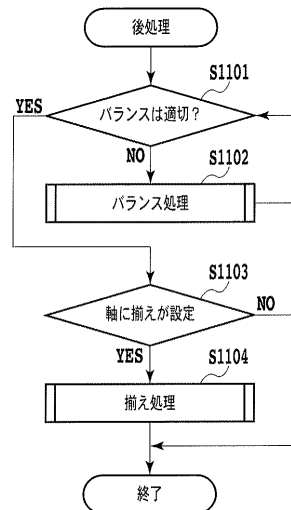 後処理
S1101
YES
バランスは適切?
NO
S1102
バランス処理
S1103
軸に揃えが設定
NO
YES
S1104
揃え処理
終了